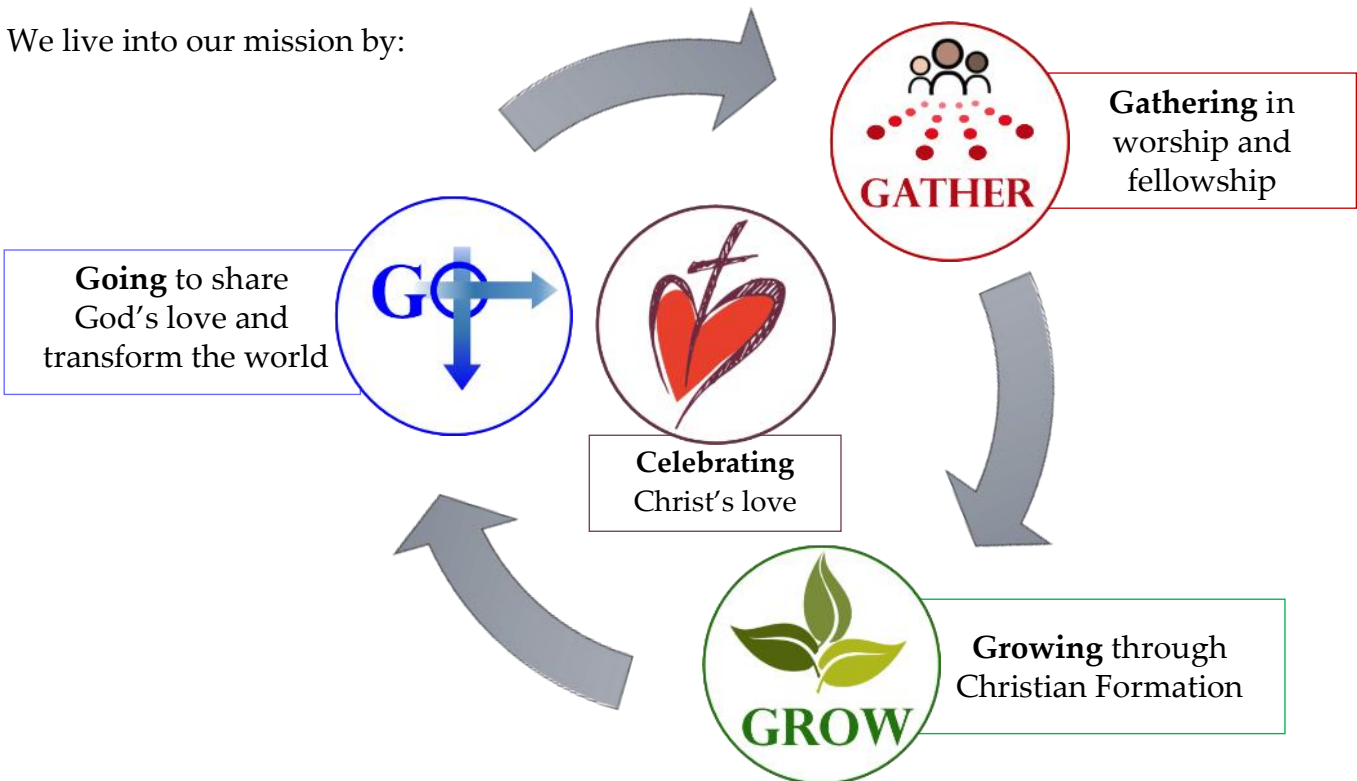 We live into our mission by:
GATHER
Gathering in
worship and
fellowship
GO
Going to share
God’s love and
transform the world
Celebrating
Christ’s love
GROW
Growing through
Christian Formation